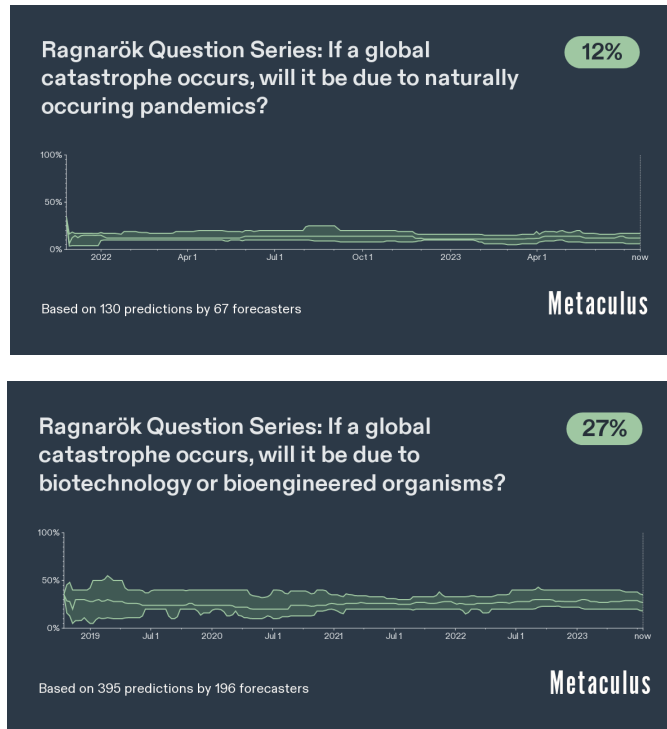 Ragnarök Question Series: If a global
catastrophe occurs, will it be due to naturally
occuring pandemics?
12%
100%
50%
0%
2022 Apr 1 Jul 1 Oct 1 2023 Apr 1 now
Based on 130 predictions by 67 forecasters
Metaculus
Ragnarök Question Series: If a global
catastrophe occurs, will it be due to
biotechnology or bioengineered organisms?
27%
100%
50%
0%
2019 Jul 1 2020 Jul 1 2021 Jul 1 2022 Jul 1 2023 now
Based on 395 predictions by 196 forecasters
Metaculus